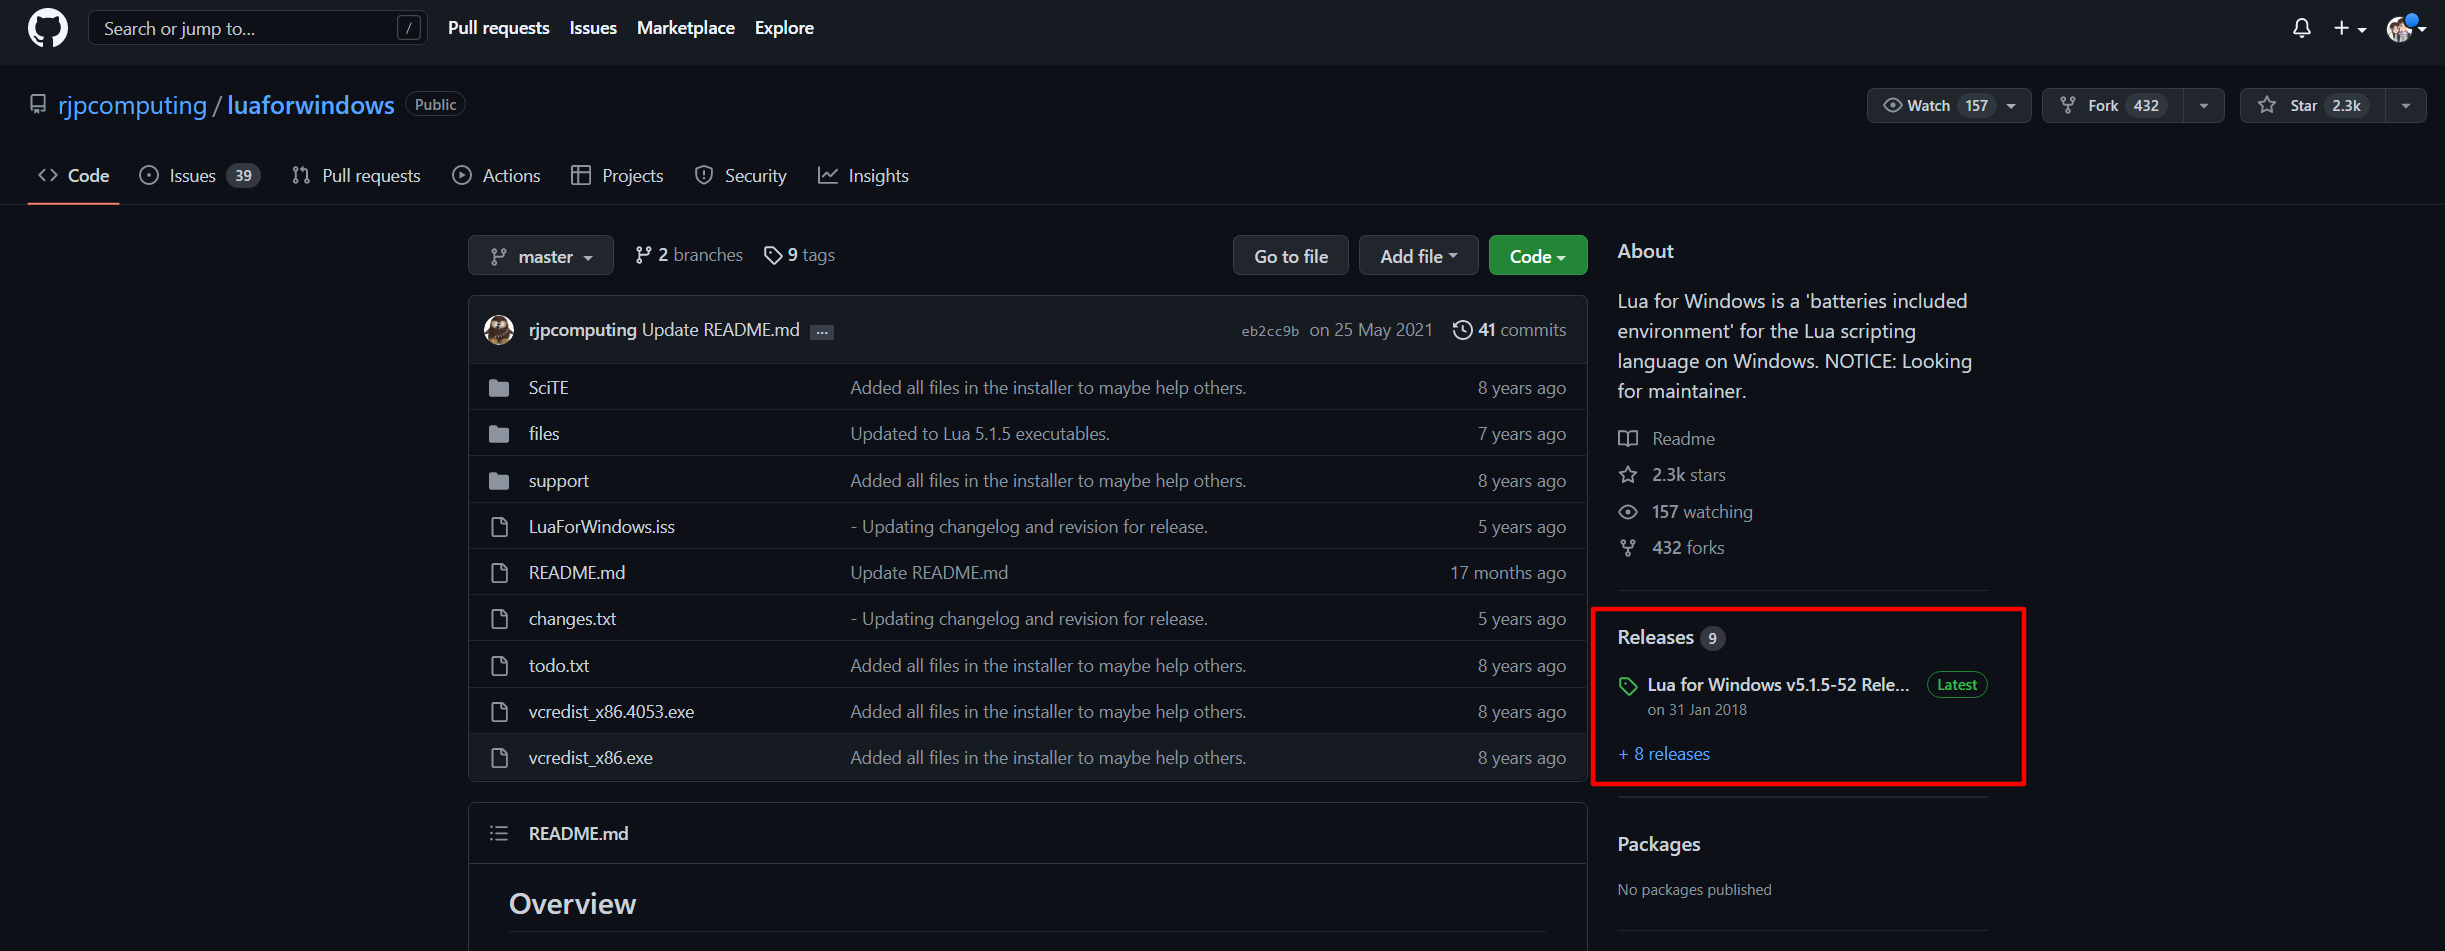 Search or jump to... /
Pull requests Issues Marketplace Explore
rjpcomputing / luaforwindows Public
Watch 157 Fork 432 Star 2.3k
Code Issues 39 Pull requests Actions Projects Security Insights
master 2 branches 9 tags
Go to file Add file Code
rjpcomputing Update README.md ... eb2cc9b on 25 May 2021 41 commits
SciTE Added all files in the installer to maybe help others. 8 years ago
files Updated to Lua 5.1.5 executables. 7 years ago
support Added all files in the installer to maybe help others. 8 years ago
LuaForWindows.iss - Updating changelog and revision for release. 5 years ago
README.md Update README.md 17 months ago
changes.txt - Updating changelog and revision for release. 5 years ago
todo.txt Added all files in the installer to maybe help others. 8 years ago
vcredist_x86.4053.exe Added all files in the installer to maybe help others. 8 years ago
vcredist_x86.exe Added all files in the installer to maybe help others. 8 years ago
README.md
Overview
About
Lua for Windows is a 'batteries included
environment' for the Lua scripting
language on Windows. NOTICE: Looking
for maintainer.
Readme
2.3k stars
157 watching
432 forks
Releases 9
Lua for Windows v5.1.5-52 Rele... Latest
on 31 Jan 2018
+ 8 releases
Packages
No packages published